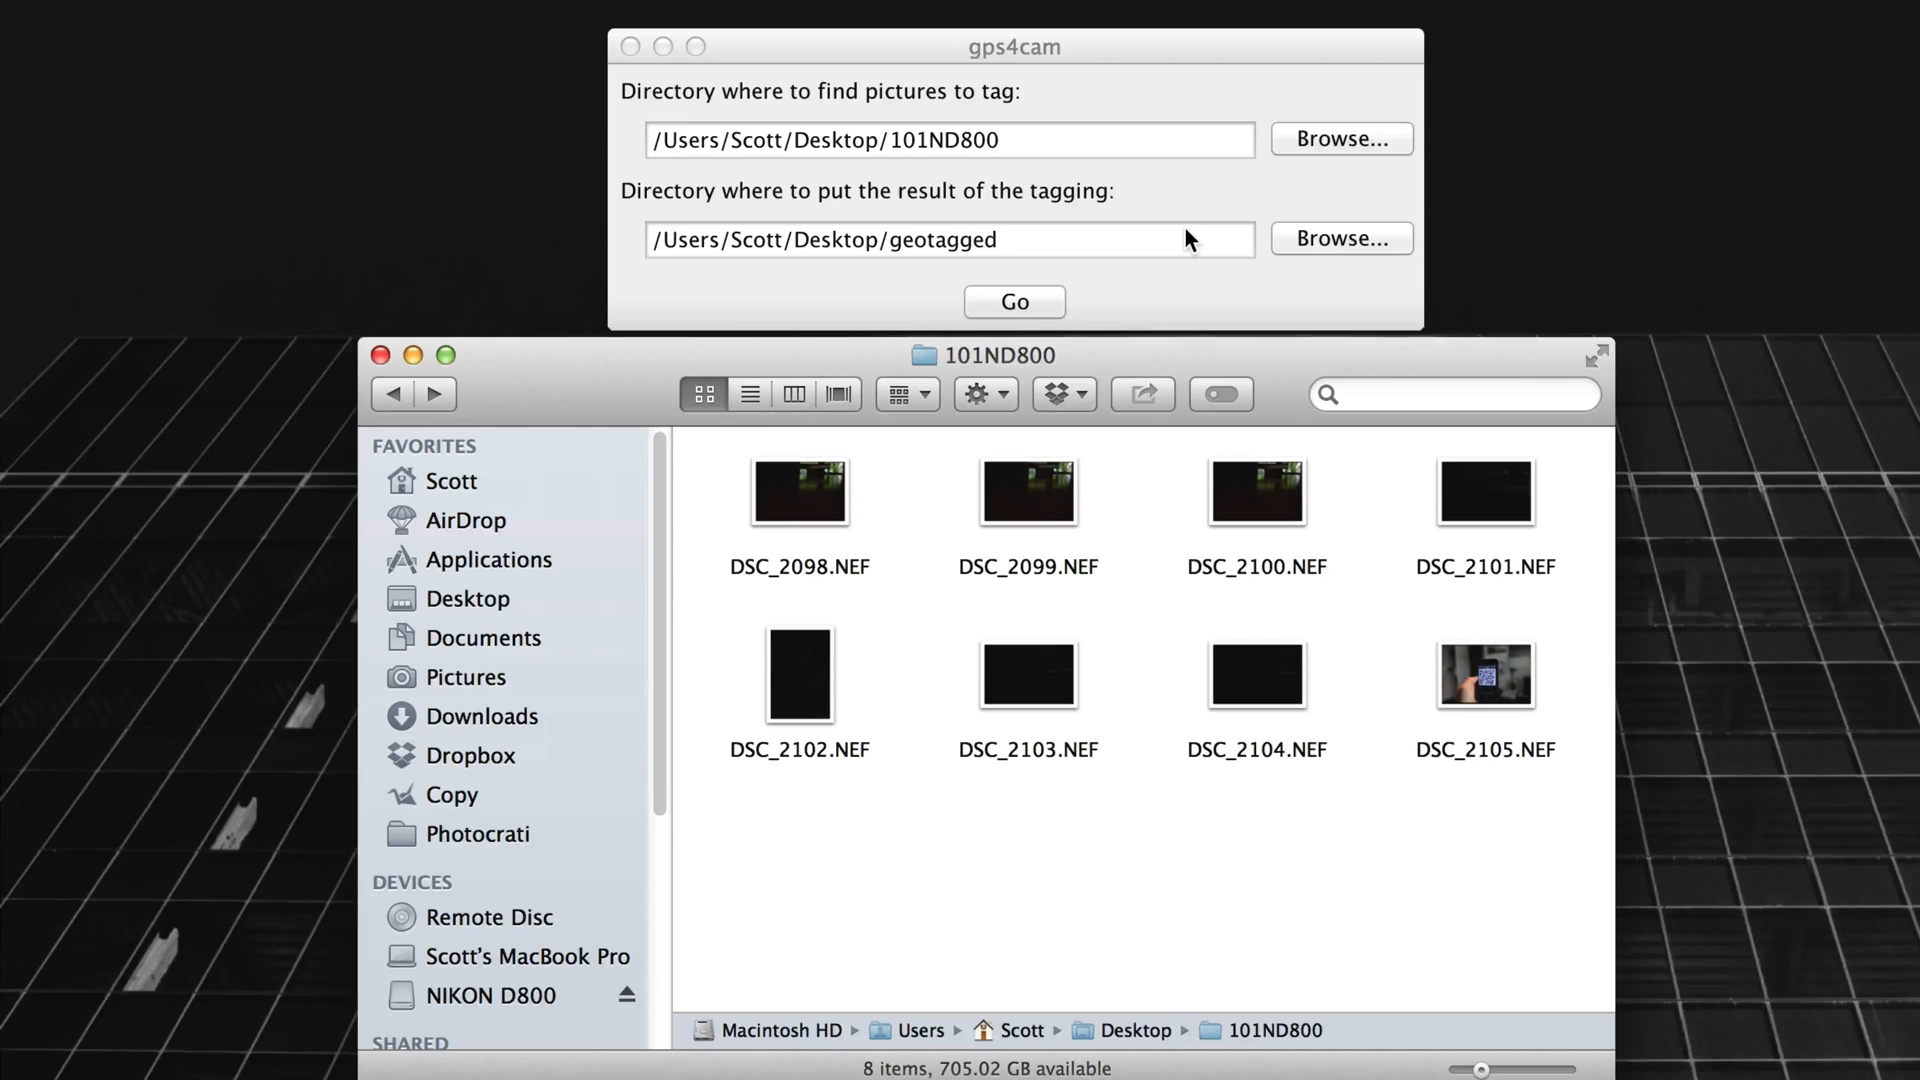 gps4cam
Directory where to find pictures to tag:
/Users/Scott/Desktop/101ND800
Browse...
Directory where to put the result of the tagging:
/Users/Scott/Desktop/geotagged
Browse...
Go
101ND800
FAVORITES
Scott
AirDrop
Applications
Desktop
Documents
Pictures
Downloads
Dropbox
Copy
Photocrati
DEVICES
Remote Disc
Scott's MacBook Pro
NIKON D800
SHARED
DSC_2098.NEF
DSC_2099.NEF
DSC_2100.NEF
DSC_2101.NEF
DSC_2102.NEF
DSC_2103.NEF
DSC_2104.NEF
DSC_2105.NEF
Macintosh HD
Users
Scott
Desktop
101ND800
8 items, 705.02 GB available